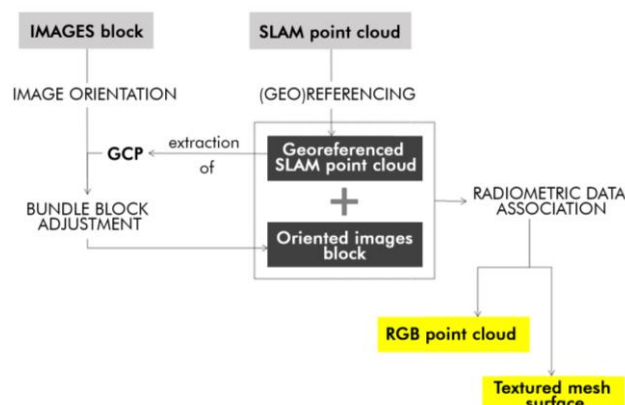 IMAGES block
SLAM point cloud
IMAGE ORIENTATION
(GEO)REFERENCING
GCP
extraction
of
Georeferenced
SLAM point cloud
+
BUNDLE BLOCK
ADJUSTMENT
Oriented images
block
RADIOMETRIC DATA
ASSOCIATION
RGB point cloud
Textured mesh
surface